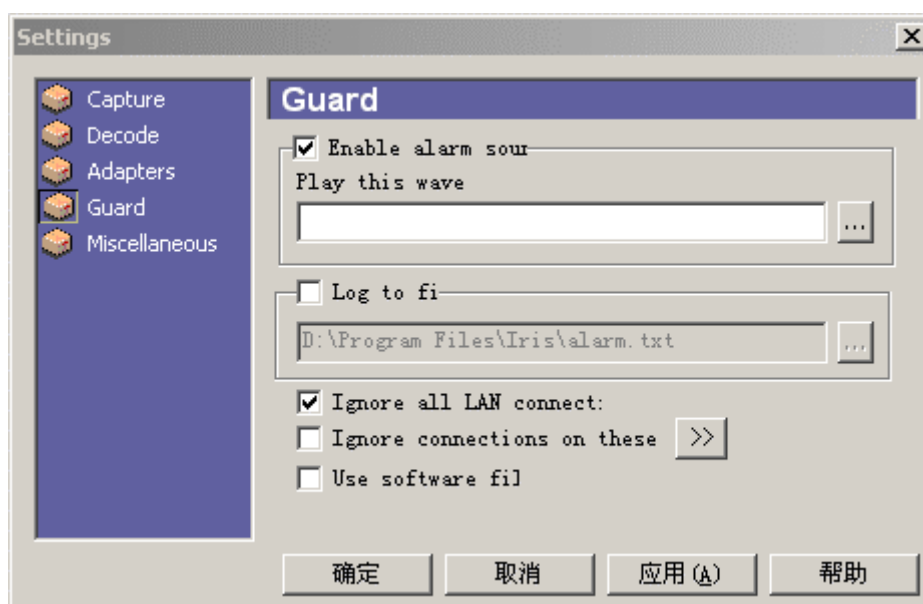 Settings
Capture
Decode
Adapters
Guard
Miscellaneous
Guard
Enable alarm sour
Play this wave
...
Log to fi
D:\Program Files\Iris\alarm.txt
...
Ignore all LAN connect:
Ignore connections on these >>
Use software fil
确定 取消 应用(A) 帮助